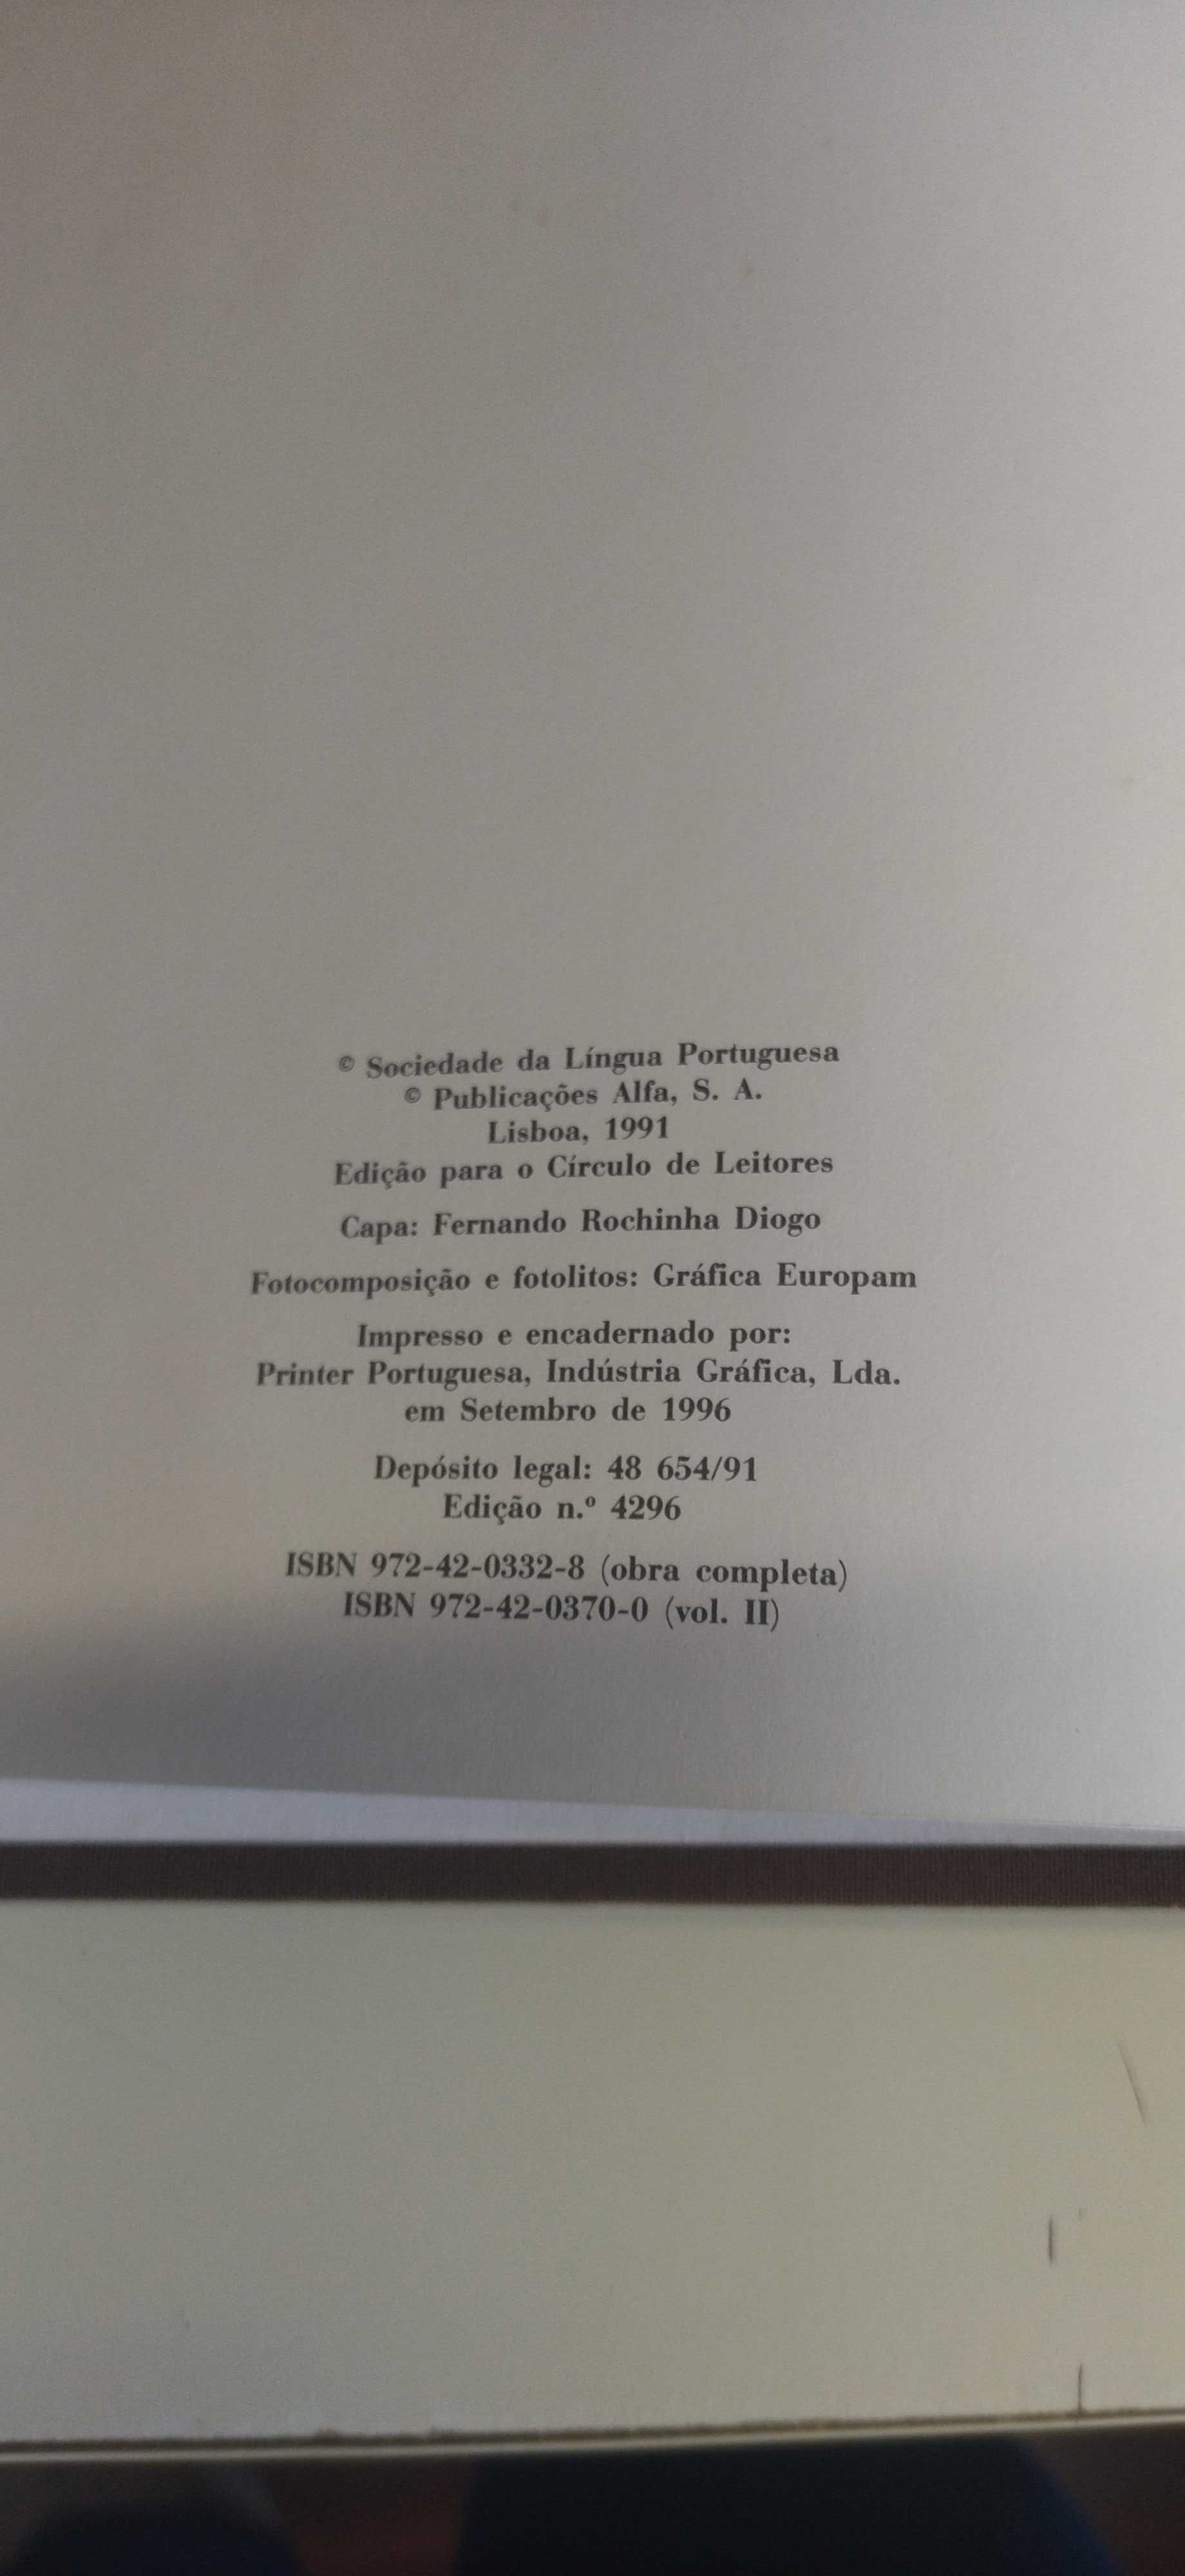 © Sociedade da Língua Portuguesa
© Publicações Alfa, S. A.
Lisboa, 1991
Edição para o Círculo de Leitores
Capa: Fernando Rochinha Diogo
Fotocomposição e fotolitos: Gráfica Europam
Impresso e encadernado por:
Printer Portuguesa, Indústria Gráfica, Lda.
em Setembro de 1996
Depósito legal: 48 654/91
Edição n.º 4296
ISBN 972-42-0332-8 (obra completa)
ISBN 972-42-0370-0 (vol. II)